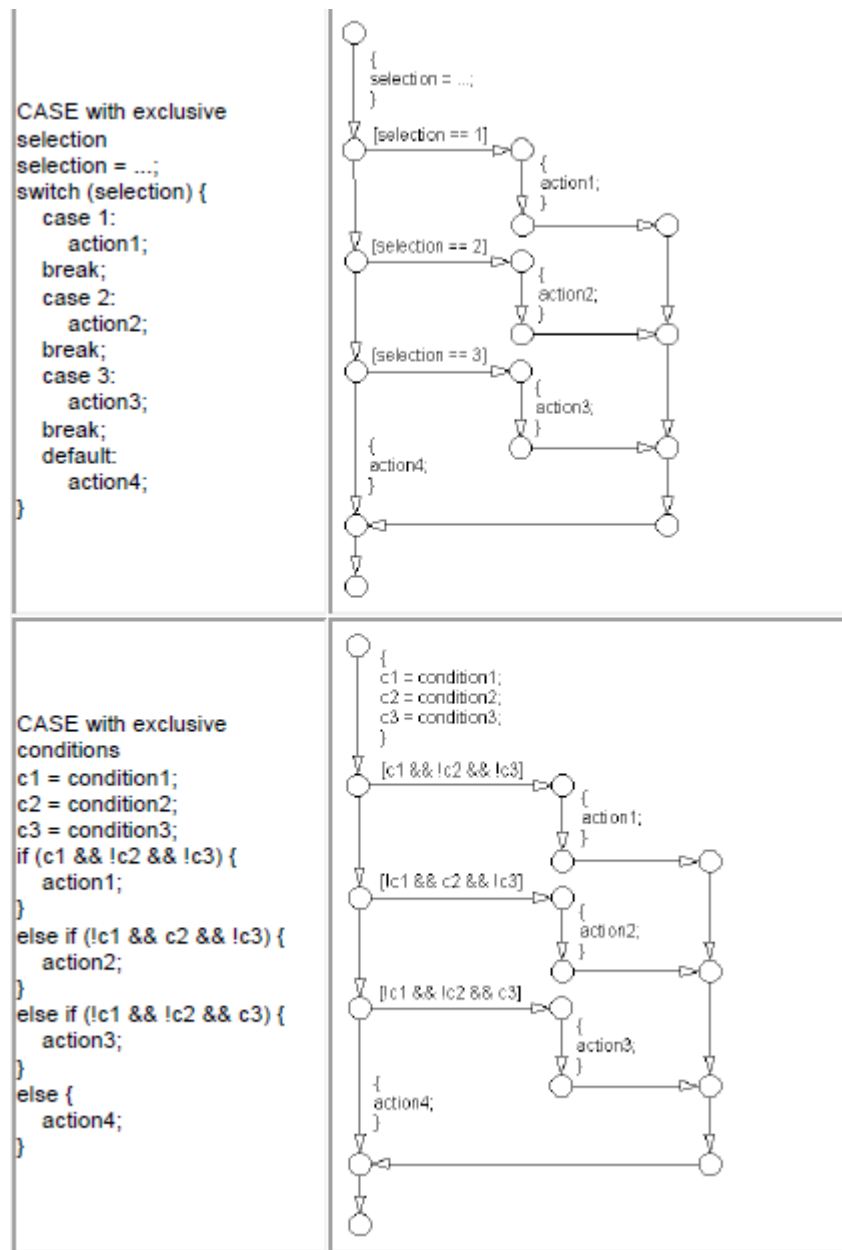 CASE with exclusive
selection
selection = ...;
switch (selection) {
case 1:
action1;
break;
case 2:
action2;
break;
case 3:
action3;
break;
default:
action4;
}
{
selection = ...;
}
[selection == 1]
{
action1;
}
[selection == 2]
{
action2;
}
[selection == 3]
{
action3;
}
{
action4;
}
CASE with exclusive
conditions
c1 = condition1;
c2 = condition2;
c3 = condition3;
if (c1 && !c2 && !c3) {
action1;
}
else if (!c1 && c2 && !c3) {
action2;
}
else if (!c1 && !c2 && c3) {
action3;
}
else {
action4;
}
{
c1 = condition1;
c2 = condition2;
c3 = condition3;
}
[c1 && !c2 && !c3]
{
action1;
}
[!c1 && c2 && !c3]
{
action2;
}
[!c1 && !c2 && c3]
{
action3;
}
{
action4;
}